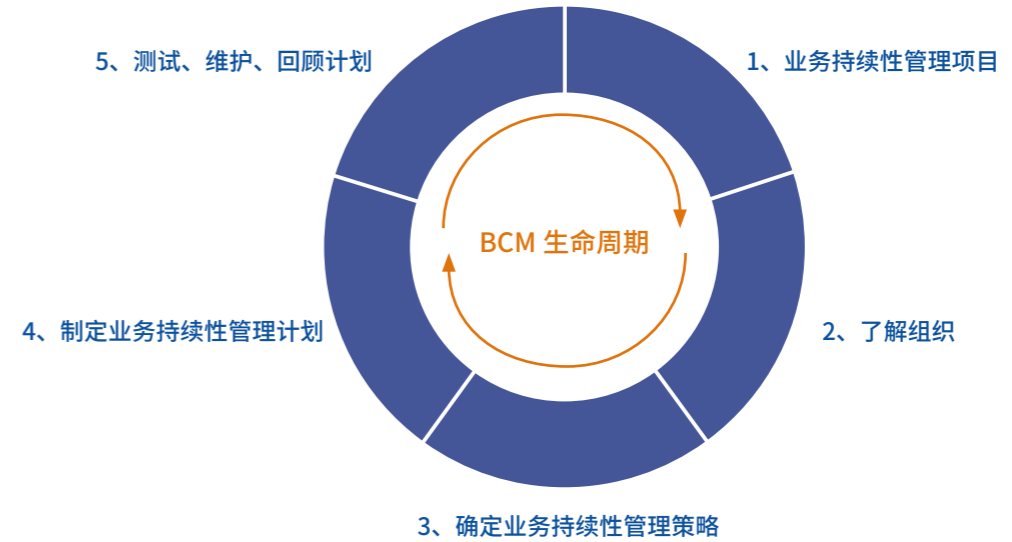 5、测试、维护、回顾计划
1、业务持续性管理项目
BCM 生命周期
4、制定业务持续性管理计划
2、了解组织
3、确定业务持续性管理策略